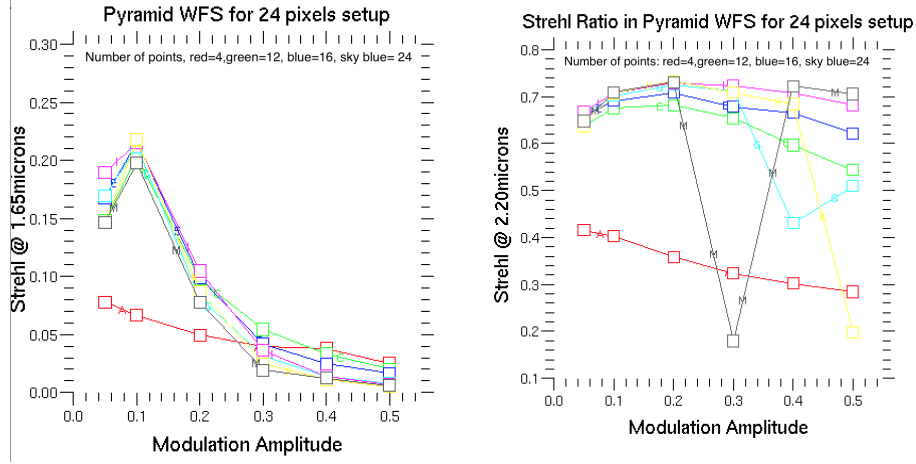 Pyramid WFS for 24 pixels setup
Number of points, red=4,green=12, blue=16, sky blue= 24
0.30
0.25
0.20
0.15
0.10
0.05
0.00
Strehl @ 1.65microns
0.0 0.1 0.2 0.3 0.4 0.5
Modulation Amplitude
A
M
M
M
G
Strehl Ratio in Pyramid WFS for 24 pixels setup
Number of points: red=4,green=12, blue=16, sky blue=24
0.8
0.7
0.6
0.5
0.4
0.3
0.2
0.1
Strehl @ 2.20microns
0.0 0.1 0.2 0.3 0.4 0.5
Modulation Amplitude
A
M
M
M
M
M
G